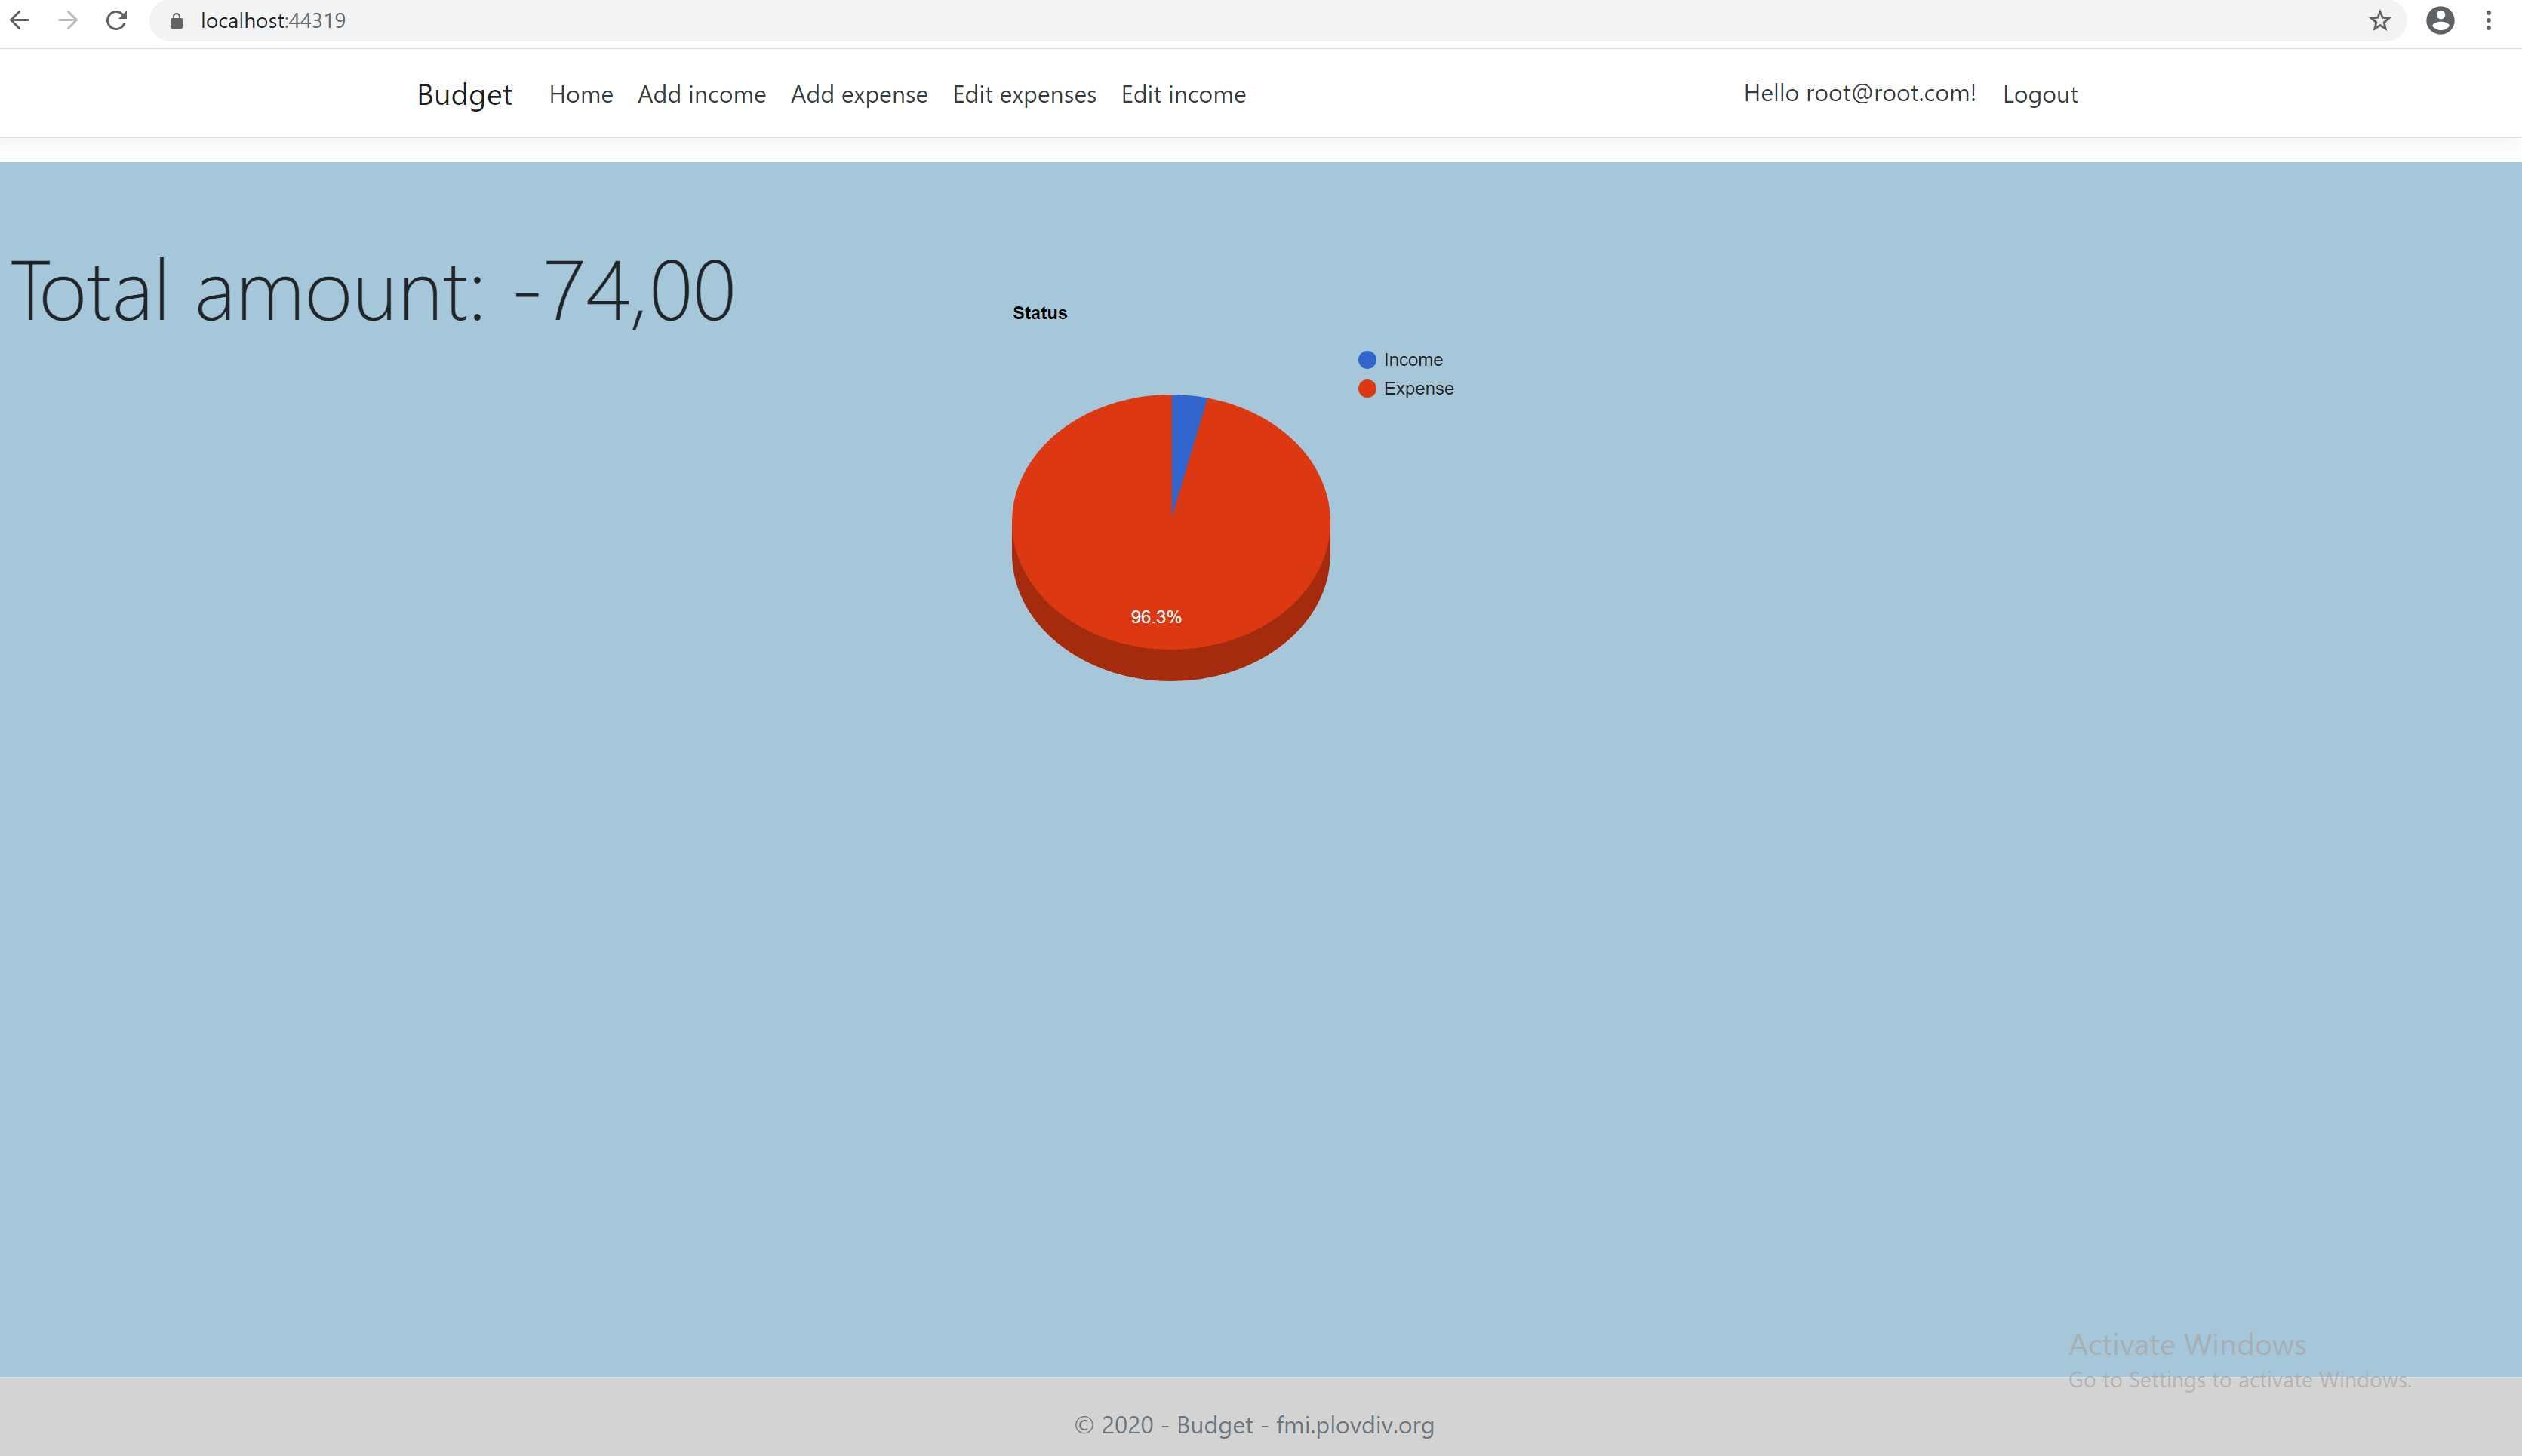 localhost:44319
Budget Home Add income Add expense Edit expenses Edit income Hello root@root.com! Logout
Total amount: -74,00
Status
Income
Expense
96.3%
Activate Windows
Go to Settings to activate Windows.
© 2020 - Budget - fmi.plovdiv.org